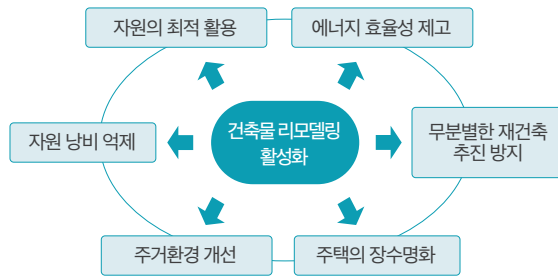 자원의 최적 활용
에너지 효율성 제고
자원 낭비 억제
건축물 리모델링
활성화
무분별한 재건축
추진 방지
주거환경 개선
주택의 장수명화